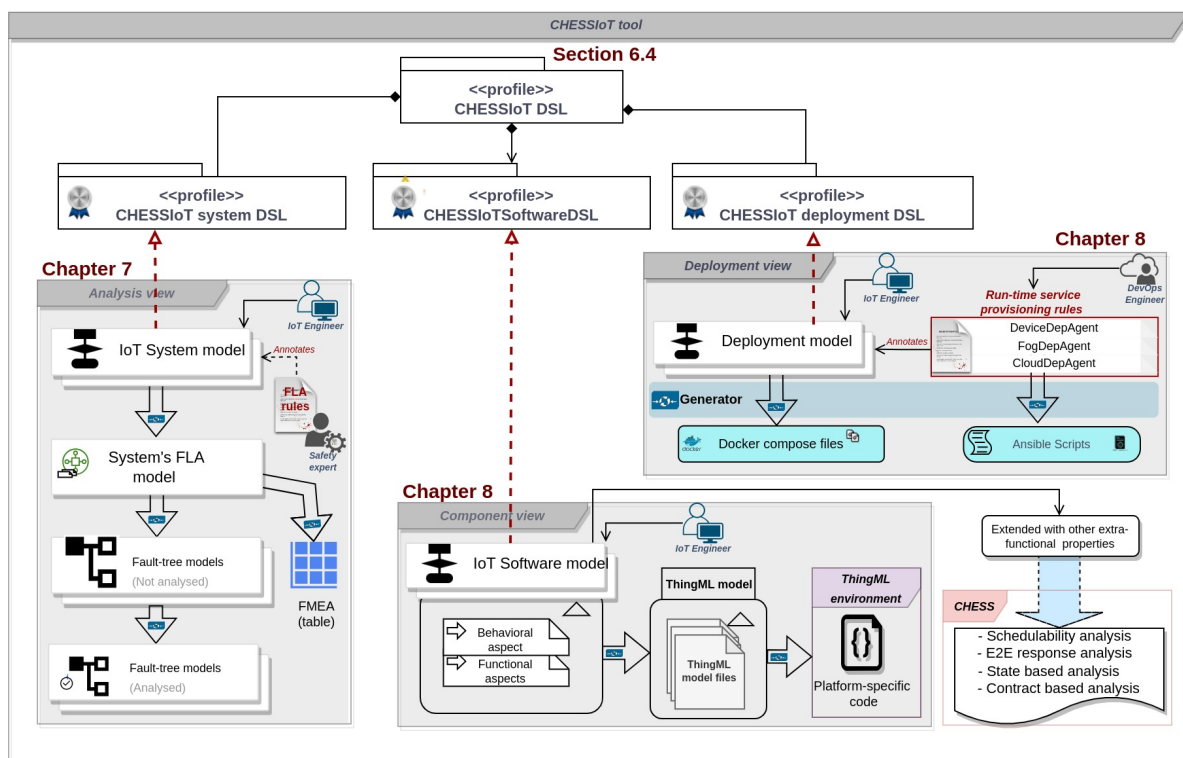 CHESSIoT tool
Section 6.4
<<profile>>
CHESSIoT DSL
<<profile>>
CHESSIoT system DSL
<<profile>>
CHESSIoTSoftwareDSL
<<profile>>
CHESSIoT deployment DSL
Chapter 7
Analysis view
IoT Engineer
IoT System model
Annotates
FLA
rules
Safety
expert
System's FLA
model
Fault-tree models
(Not analysed)
FMEA
(table)
Fault-tree models
(Analysed)
Chapter 8
Deployment view
IoT Engineer
DevOps
Engineer
Run-time service
provisioning rules
Deployment model
Annotates
DeviceDepAgent
FogDepAgent
CloudDepAgent
Generator
docker
Docker compose files
Ansible Scripts
Chapter 8
Component view
IoT Engineer
IoT Software model
Behavioral
aspect
Functional
aspects
ThingML model
ThingML
model files
ThingML
environment
{}
Platform-specific
code
Extended with other extra-
functional properties
CHESS
- Schedulability analysis
- E2E response analysis
- State based analysis
- Contract based analysis